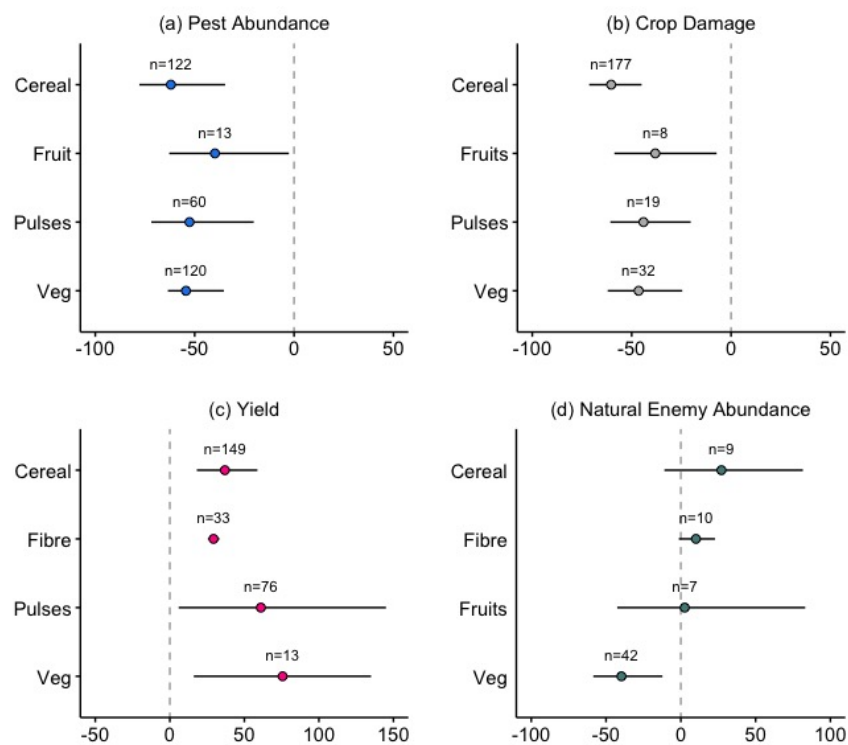 (a) Pest Abundance
Cereal
n=122
Fruit
n=13
Pulses
n=60
Veg
n=120
-100 -50 0 50
(b) Crop Damage
Cereal
n=177
Fruits
n=8
Pulses
n=19
Veg
n=32
-100 -50 0 50
(c) Yield
Cereal
n=149
Fibre
n=33
Pulses
n=76
Veg
n=13
-50 0 50 100 150
(d) Natural Enemy Abundance
Cereal
n=9
Fibre
n=10
Fruits
n=7
Veg
n=42
-100 -50 0 50 100